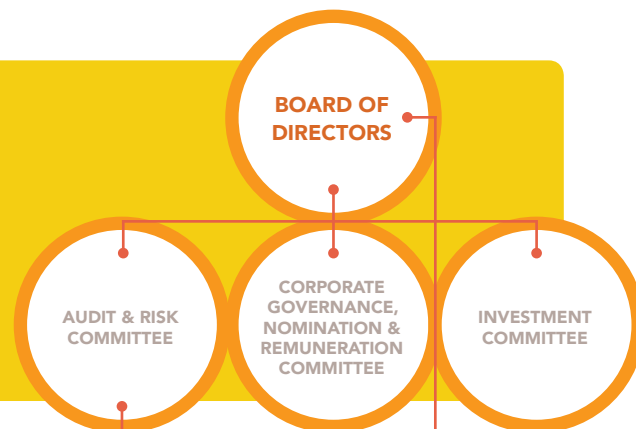 BOARD OF
DIRECTORS
AUDIT & RISK
COMMITTEE
CORPORATE
GOVERNANCE,
NOMINATION &
REMUNERATION
COMMITTEE
INVESTMENT
COMMITTEE